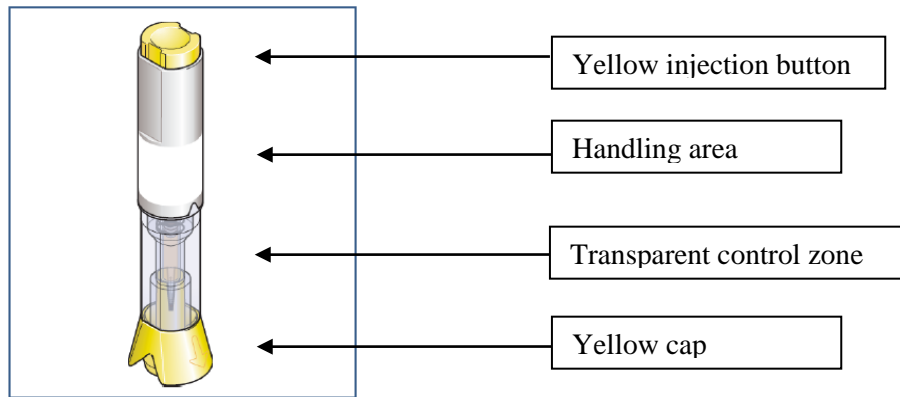 Yellow injection button
Handling area
Transparent control zone
Yellow cap